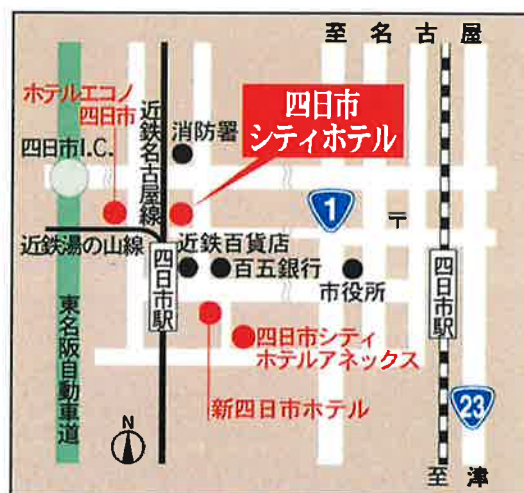 至名古屋
ホテルエコノ
四日市
近鉄名古屋線
消防署
四日市
シティホテル
四日市I.C.
1
〒
近鉄湯の山線
四日市駅
近鉄百貨店
百五銀行
市役所
四日市駅
東名阪自動車道
四日市シティ
ホテルアネックス
新四日市ホテル
23
N
至津